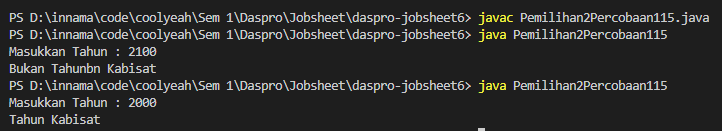 PS D:\innama\code\coolyeah\Sem 1\Daspro\Jobsheet\daspro-jobsheet6> javac Pemilihan2Percobaan115.java
PS D:\innama\code\coolyeah\Sem 1\Daspro\Jobsheet\daspro-jobsheet6> java Pemilihan2Percobaan115
Masukkan Tahun : 2100
Bukan Tahunbn Kabisat
PS D:\innama\code\coolyeah\Sem 1\Daspro\Jobsheet\daspro-jobsheet6> java Pemilihan2Percobaan115
Masukkan Tahun : 2000
Tahun Kabisat